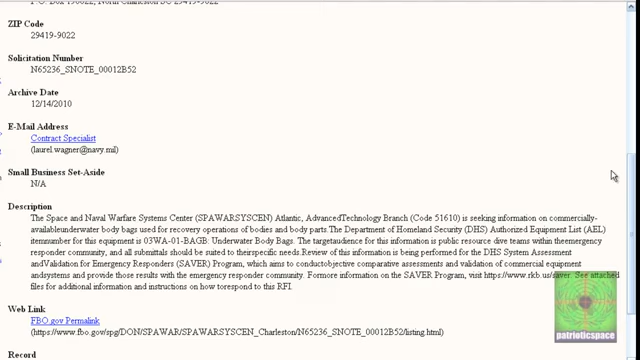 P.O. Box 190022, North Charleston SC 29419-9022
ZIP Code
29419-9022
Solicitation Number
N65236_SNOTE_00012B52
Archive Date
12/14/2010
E-Mail Address
Contract Specialist
(laurel.wagner@navy.mil)
Small Business Set-Aside
N/A
Description
The Space and Naval Warfare Systems Center (SPAWARSYSCEN) Atlantic, AdvancedTechnology Branch (Code 51610) is seeking information on commercially-
availableunderwater body bags used for recovery operations of bodies and body parts.The Department of Homeland Security (DHS) Authorized Equipment List (AEL)
itemnumber for this equipment is 03WA-01-BAGB: Underwater Body Bags. The targetaudience for this information is public resource dive teams within theemergency
responder community, and all submittals should be suited to theirspecific needs.Review of this information is being performed for the DHS System Assessment
andValidation for Emergency Responders (SAVER) Program, which aims to conductobjective comparative assessments and validation of commercial equipment
andsystems and provide those results with the emergency responder community. Formore information on the SAVER Program, visit https://www.rkb.us/saver. See attached
files for additional information and instructions on how torespond to this RFI.
Web Link
FBO.gov Permalink
(https://www.fbo.gov/spg/DON/SPAWAR/SPAWARSYSCEN_Charleston/N65236_SNOTE_00012B52/listing.html)
Record
patrioticspace